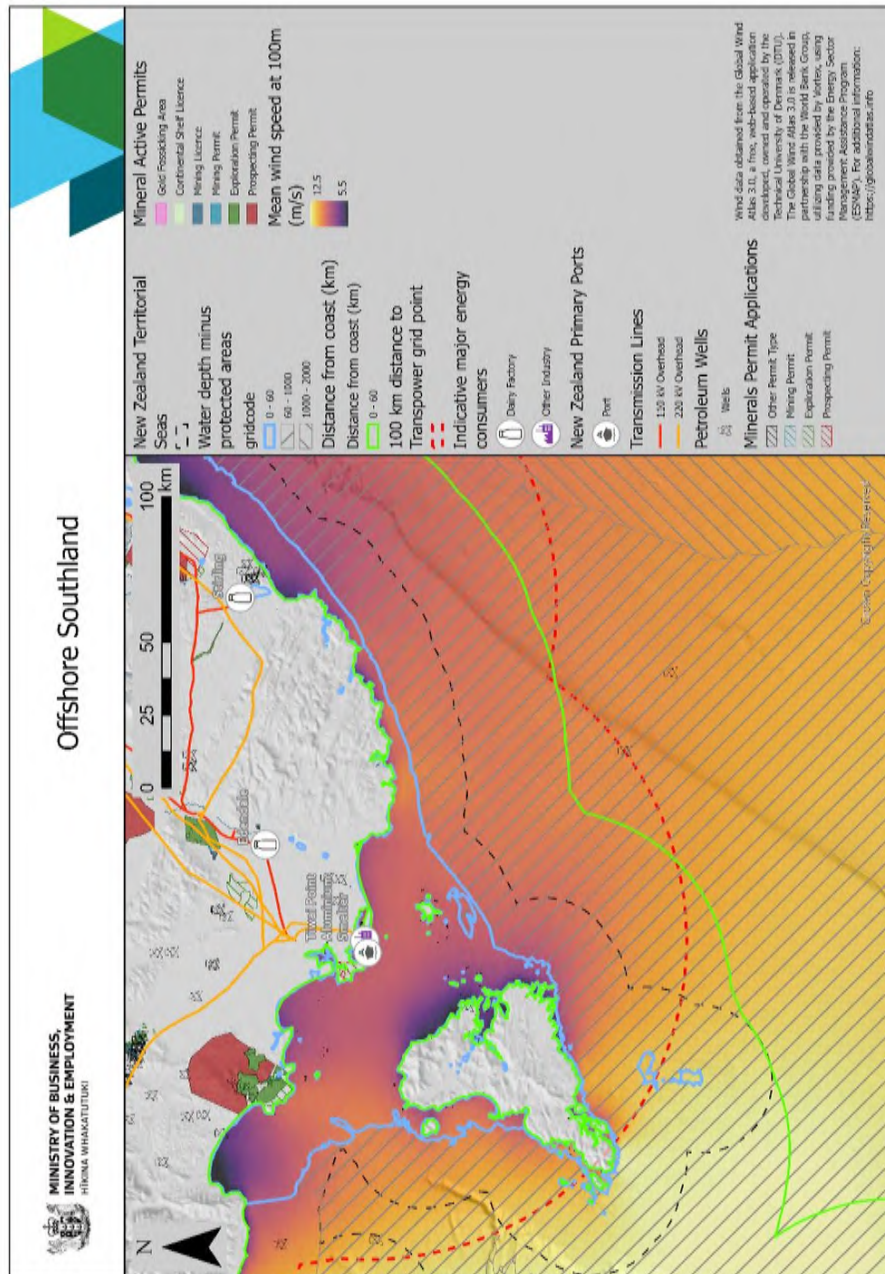 MINISTRY OF BUSINESS,
INNOVATION & EMPLOYMENT
HĪKINA WHAKATUTUKI
Offshore Southland
N
0
25
50
100
km
Stirling
Edendale
Tiwai Point
Aluminium
Smelter
Crown Copyright Reserved
New Zealand Territorial
Seas
Water depth minus
protected areas
gridcode
0 - 60
60 - 1000
1000 - 2000
Distance from coast (km)
Distance from coast (km)
0 - 60
100 km distance to
Transpower grid point
Indicative major energy
consumers
Dairy Factory
Other Industry
New Zealand Primary Ports
Port
Transmission Lines
110 kV Overhead
220 kV Overhead
Petroleum Wells
Wells
Minerals Permit Applications
Other Permit Type
Mining Permit
Exploration Permit
Prospecting Permit
Mineral Active Permits
Gold Fossicking Area
Continental Shelf Licence
Mining Licence
Mining Permit
Exploration Permit
Prospecting Permit
Mean wind speed at 100m
(m/s)
12.5
5.5
Wind data obtained from the Global Wind
Atlas 3.0, a free, web-based application
developed, owned and operated by the
Technical University of Denmark (DTU).
The Global Wind Atlas 3.0 is released in
partnership with the World Bank Group,
utilizing data provided by Vortex, using
funding provided by the Energy Sector
Management Assistance Program
(ESMAP). For additional information:
https://globalwindatlas.info